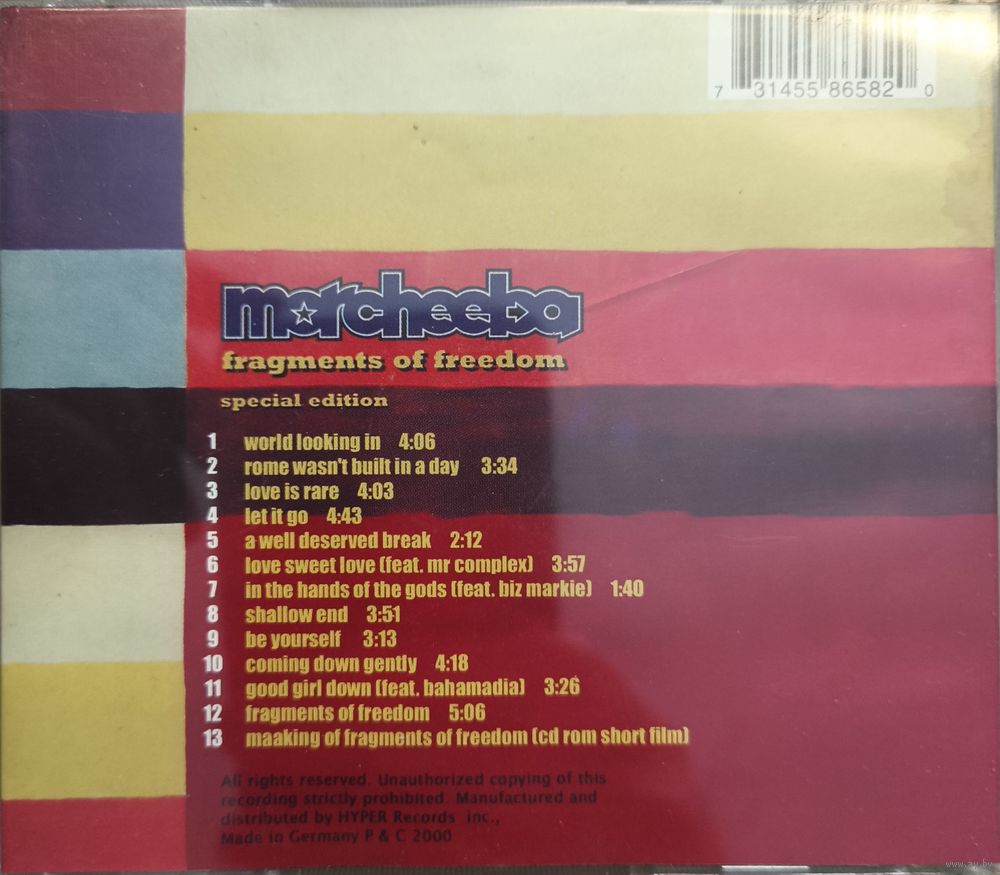 7 31455 86582 0
morcheeba
fragments of freedom
special edition
1 world looking in 4:06
2 rome wasn't built in a day 3:34
3 love is rare 4:03
4 let it go 4:43
5 a well deserved break 2:12
6 love sweet love (feat. mr complex) 3:57
7 in the hands of the gods (feat. biz markie) 1:40
8 shallow end 3:51
9 be yourself 3:13
10 coming down gently 4:18
11 good girl down (feat. bahamadia) 3:26
12 fragments of freedom 5:06
13 maaking of fragments of freedom (cd rom short film)
All rights reserved. Unauthorized copying of this
recording strictly prohibited. Manufactured and
distributed by HYPER Records inc.,
Made in Germany P & C 2000
www.ay.by